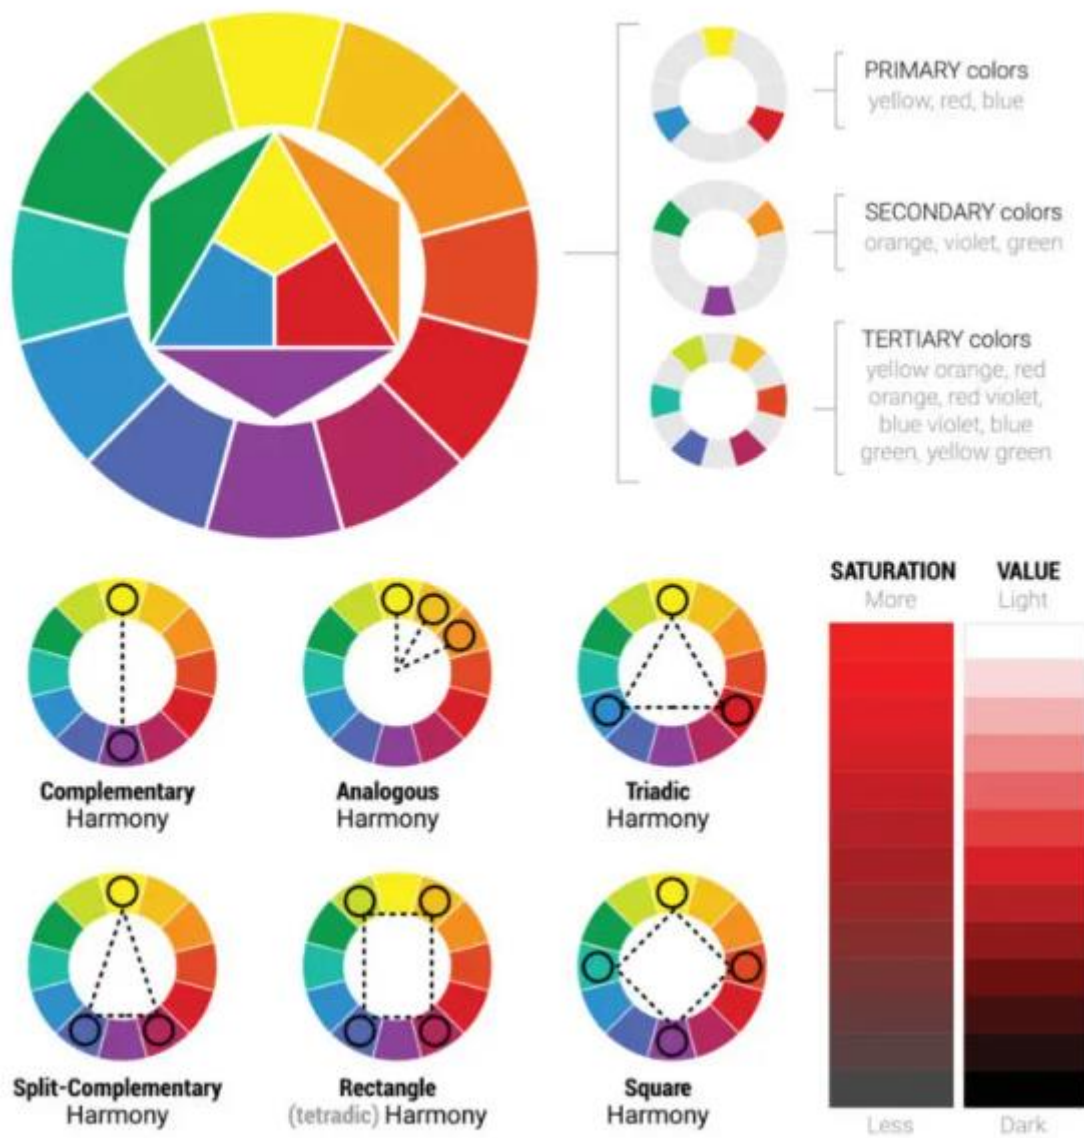 PRIMARY colors
yellow, red, blue
SECONDARY colors
orange, violet, green
TERTIARY colors
yellow orange, red
orange, red violet,
blue violet, blue
green, yellow green
Complementary
Harmony
Analogous
Harmony
Triadic
Harmony
Split-Complementary
Harmony
Rectangle
(tetradic) Harmony
Square
Harmony
SATURATION
More
Less
VALUE
Light
Dark